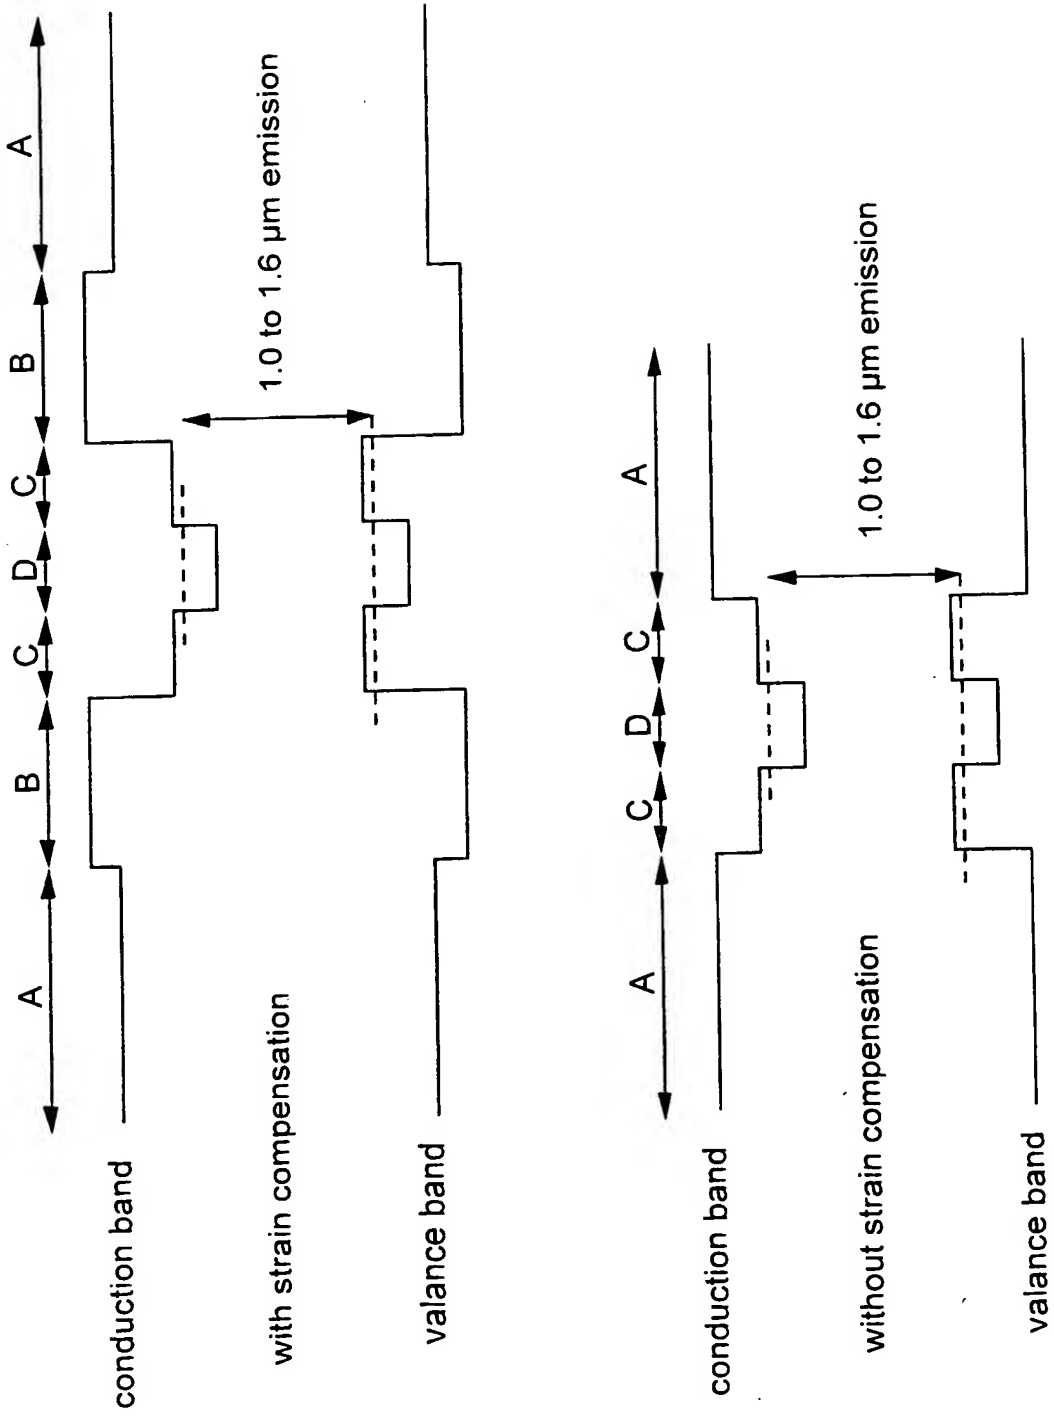 A
B
C
D
C
B
A
conduction band
1.0 to 1.6 µm emission
with strain compensation
valance band
A
C
D
C
A
conduction band
1.0 to 1.6 µm emission
without strain compensation
valance band